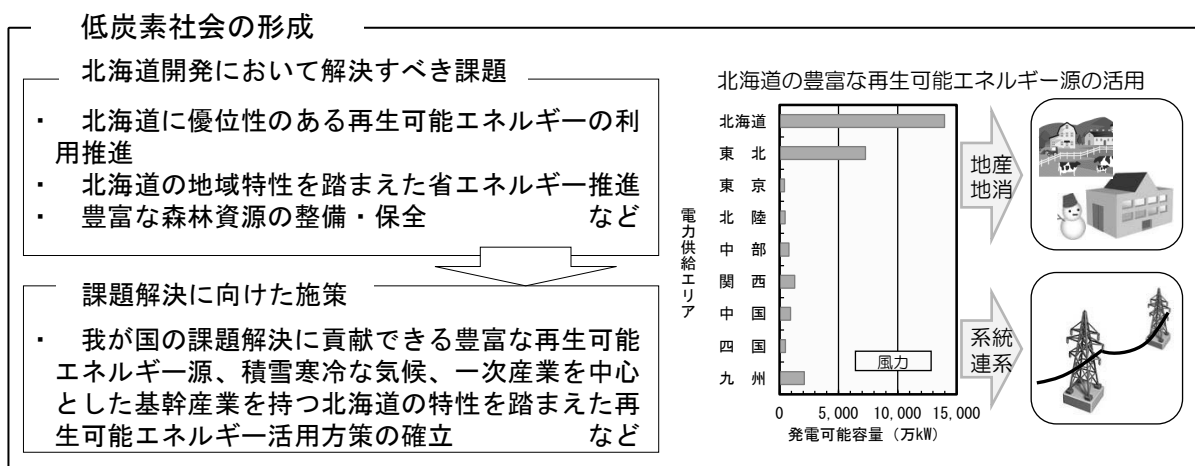 低炭素社会の形成
北海道開発において解決すべき課題
・　北海道に優位性のある再生可能エネルギーの利
用推進
・　北海道の地域特性を踏まえた省エネルギー推進
・　豊富な森林資源の整備・保全　　　　　など
課題解決に向けた施策
・　我が国の課題解決に貢献できる豊富な再生可能
エネルギー源、積雪寒冷な気候、一次産業を中心
とした基幹産業を持つ北海道の特性を踏まえた再
生可能エネルギー活用方策の確立　　　　など
北海道の豊富な再生可能エネルギー源の活用
電力供給エリア
北海道
東　北
東　京
北　陸
中　部
関　西
中　国
四　国
九　州
風力
0　5,000　10,000　15,000
発電可能容量（万kW）
地産
地消
系統
連系